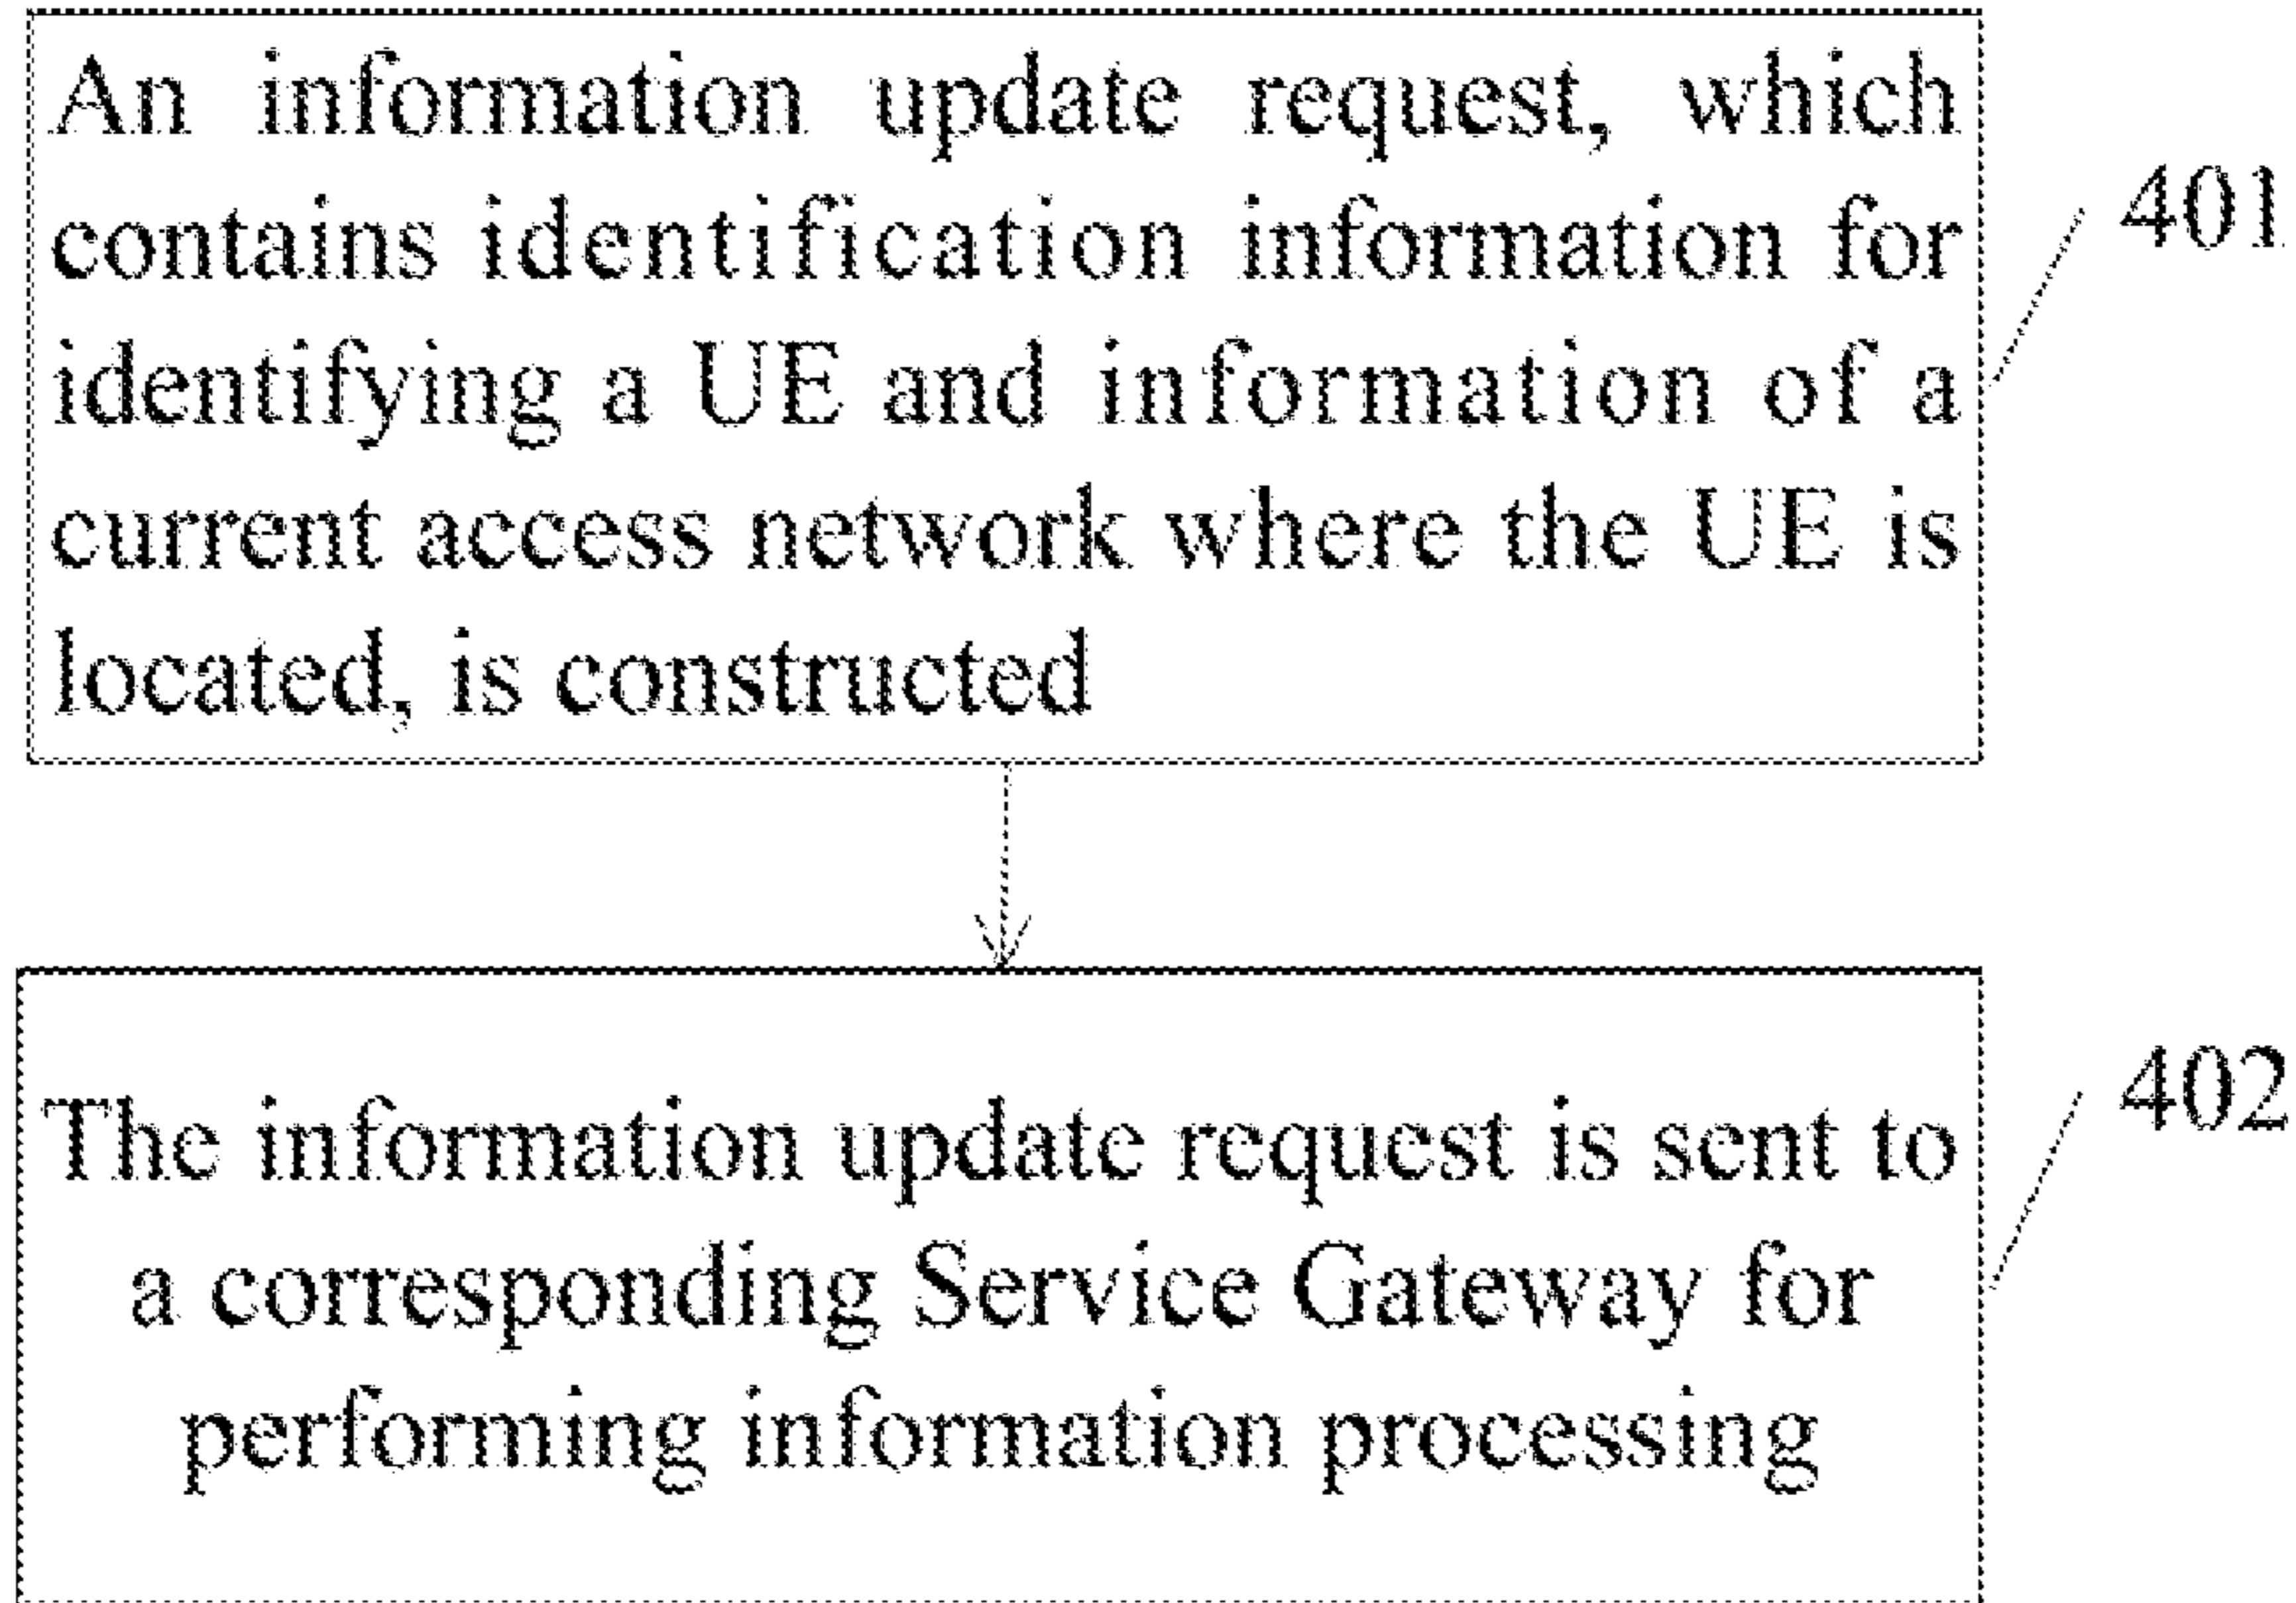 An information update request, which
contains identification information for
identifying a UE and information of a
current access network where the UE is
located, is constructed
401
The information update request is sent to
a corresponding Service Gateway for
performing information processing
402